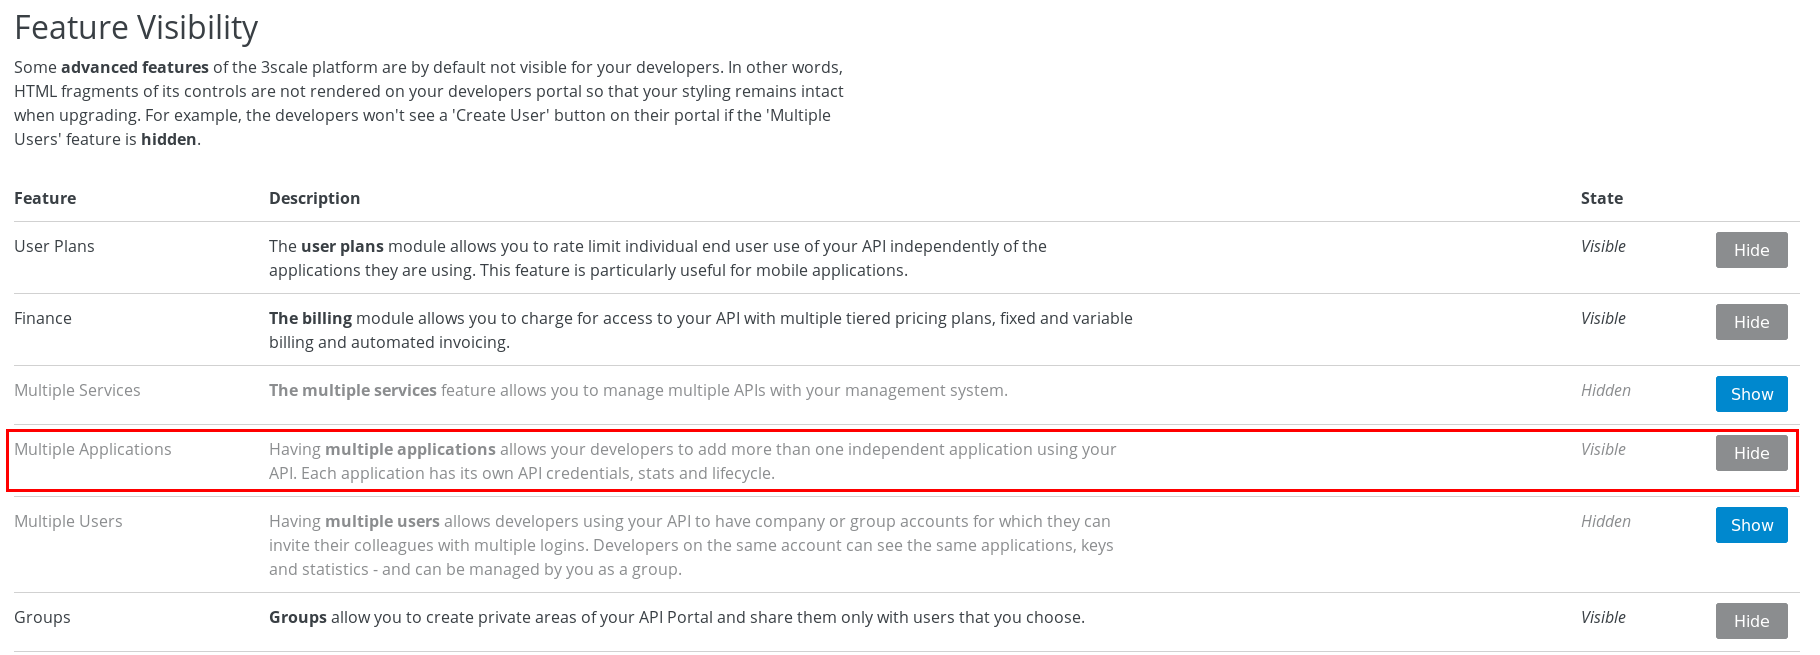 Feature Visibility
Some advanced features of the 3scale platform are by default not visible for your developers. In other words,
HTML fragments of its controls are not rendered on your developers portal so that your styling remains intact
when upgrading. For example, the developers won't see a 'Create User' button on their portal if the 'Multiple
Users' feature is hidden.
Feature Description State
User Plans The user plans module allows you to rate limit individual end user use of your API independently of the Visible Hide
applications they are using. This feature is particularly useful for mobile applications.
Finance The billing module allows you to charge for access to your API with multiple tiered pricing plans, fixed and variable Visible Hide
billing and automated invoicing.
Multiple Services The multiple services feature allows you to manage multiple APIs with your management system. Hidden Show
Multiple Applications Having multiple applications allows your developers to add more than one independent application using your Visible Hide
API. Each application has its own API credentials, stats and lifecycle.
Multiple Users Having multiple users allows developers using your API to have company or group accounts for which they can Hidden Show
invite their colleagues with multiple logins. Developers on the same account can see the same applications, keys
and statistics - and can be managed by you as a group.
Groups Groups allow you to create private areas of your API Portal and share them only with users that you choose. Visible Hide